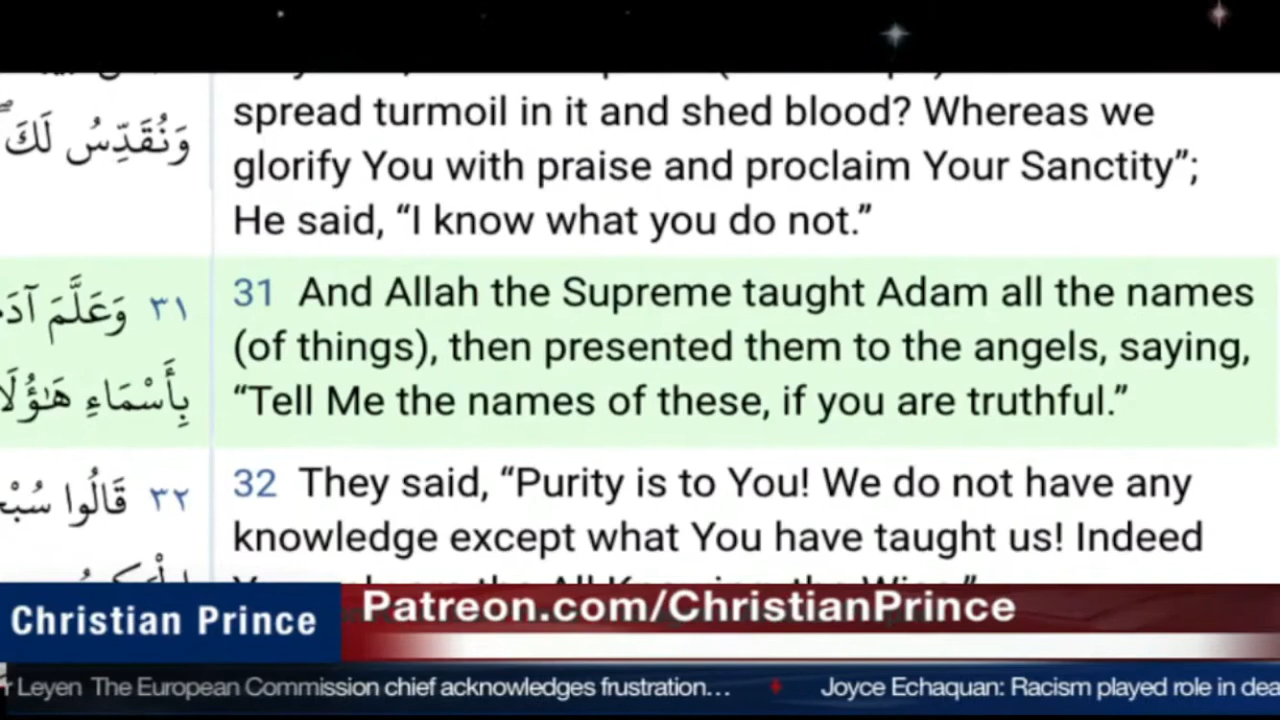 spread turmoil in it and shed blood? Whereas we
glorify You with praise and proclaim Your Sanctity”;
He said, “I know what you do not.”
وَنُقَدِّسُ لَكَ
31 And Allah the Supreme taught Adam all the names
(of things), then presented them to the angels, saying,
“Tell Me the names of these, if you are truthful.”
٣١ وَعَلَّمَ آدَ
بِأَسْمَاءِ هَٰؤُلَا
32 They said, “Purity is to You! We do not have any
knowledge except what You have taught us! Indeed
٣٢ قَالُوا سُبْحَ
Christian Prince
Patreon.com/ChristianPrince
r Leyen The European Commission chief acknowledges frustration... Joyce Echaquan: Racism played role in dea